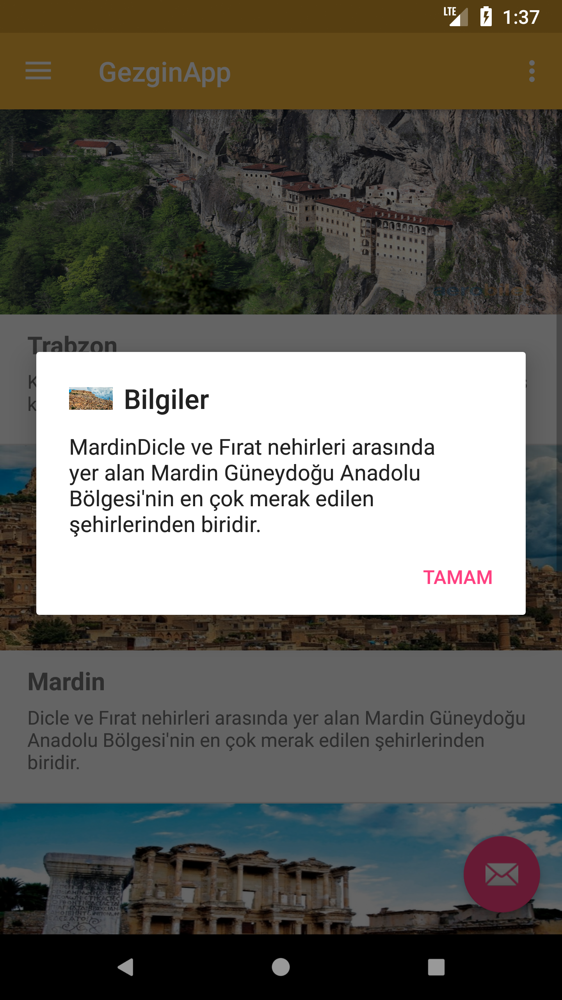 LTE 1:37
GezginApp
Trabzon
Bilgiler
MardinDicle ve Fırat nehirleri arasında
yer alan Mardin Güneydoğu Anadolu
Bölgesi'nin en çok merak edilen
şehirlerinden biridir.
TAMAM
Mardin
Dicle ve Fırat nehirleri arasında yer alan Mardin Güneydoğu
Anadolu Bölgesi'nin en çok merak edilen şehirlerinden
biridir.